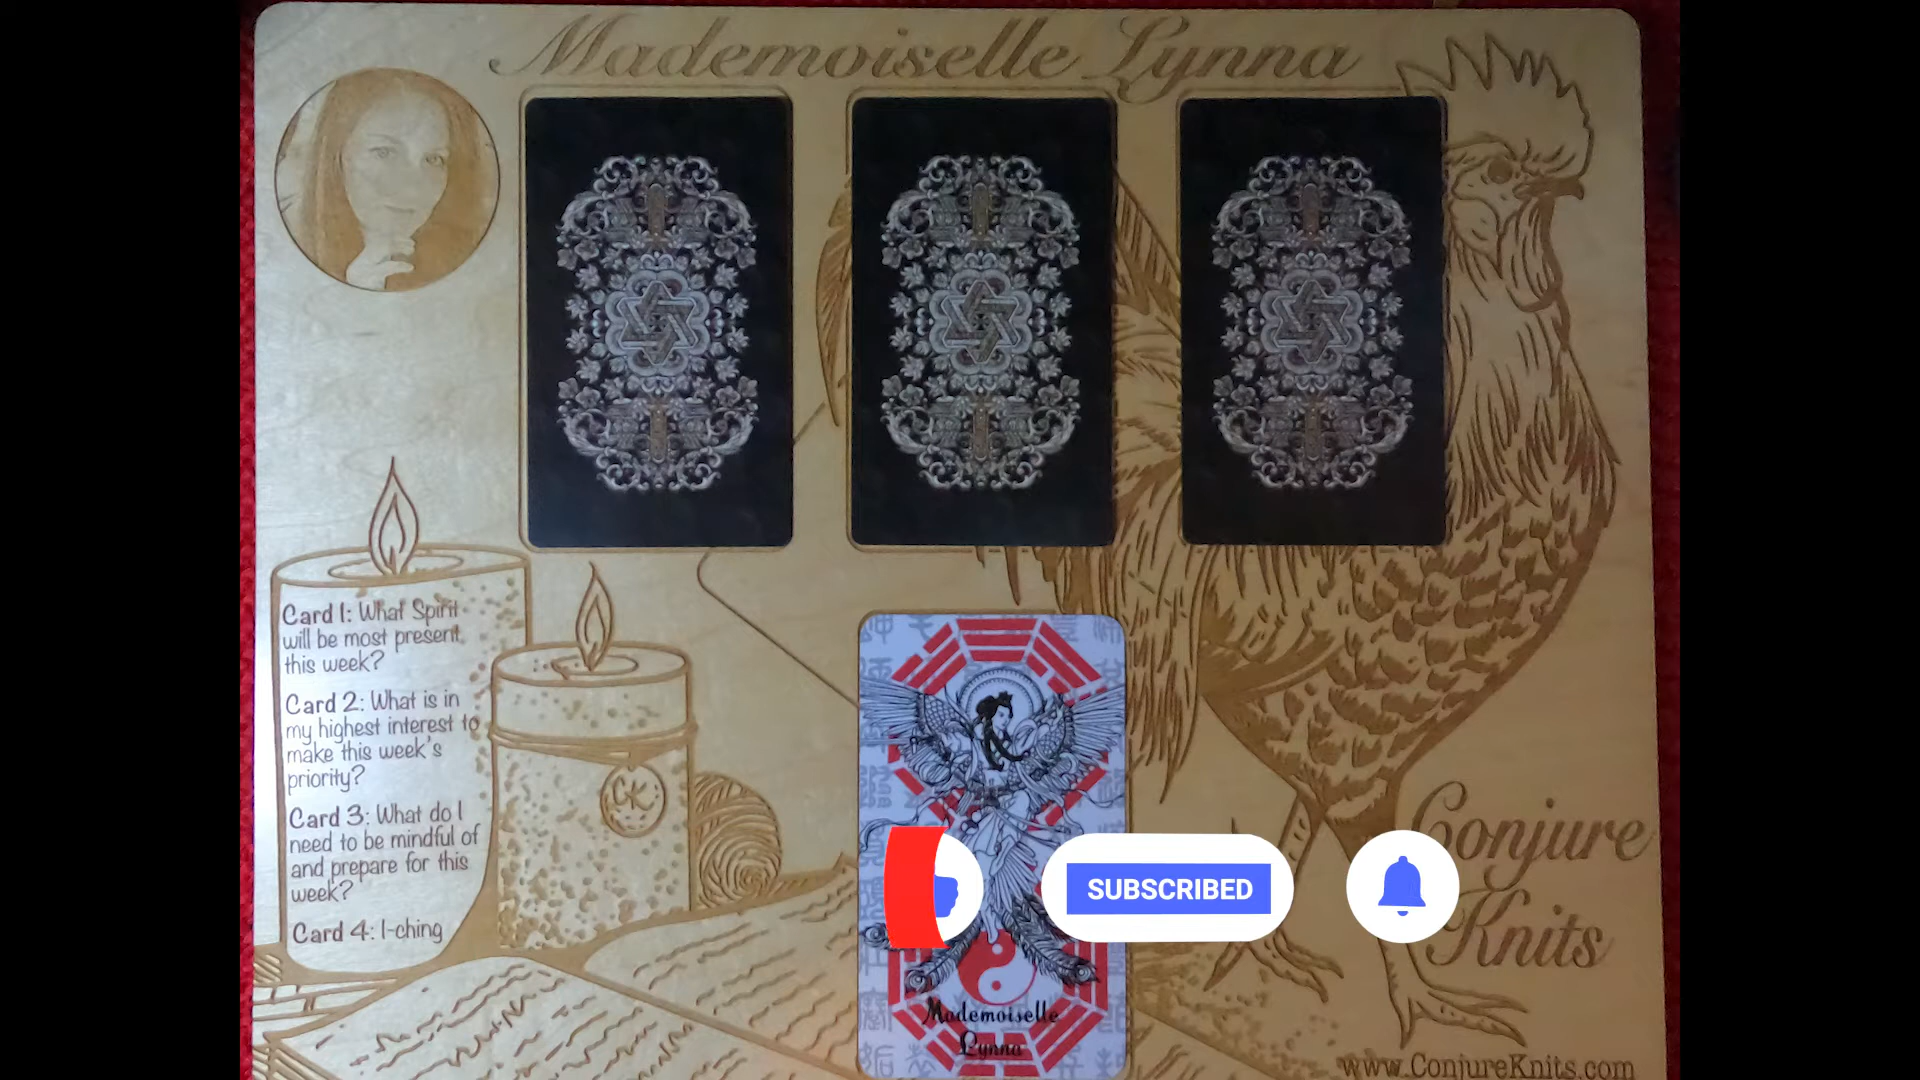 Mademoiselle Lynna
Card 1: What Spirit
will be most present
this week?
Card 2: What is in
my highest interest to
make this week's
priority?
Card 3: What do I
need to be mindful of
and prepare for this
week?
Card 4: I-ching
CK
SUBSCRIBED
Mademoiselle
Lynna
Conjure
Knits
www.ConjureKnits.com